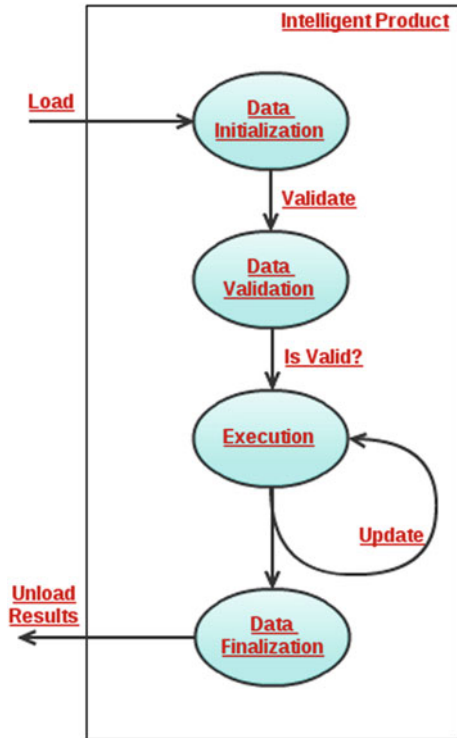 Intelligent Product
Load
Data
Initialization
Validate
Data
Validation
Is Valid?
Execution
Update
Unload
Results
Data
Finalization